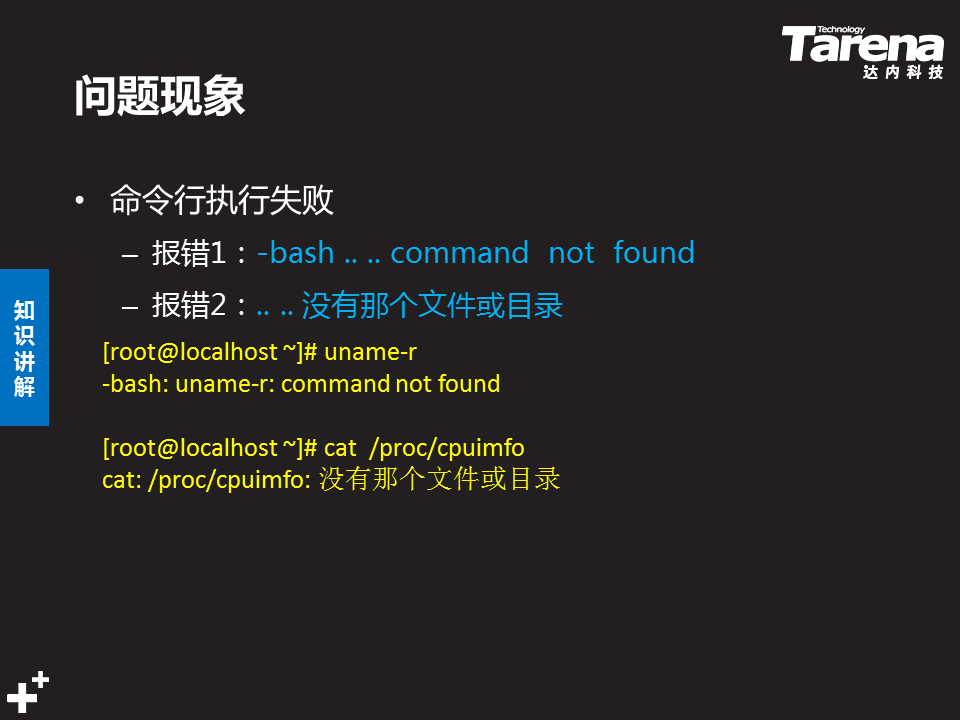 Technology
Tarena
达内科技
问题现象
• 命令行执行失败
– 报错1：-bash .. .. command not found
– 报错2：.. .. 没有那个文件或目录
知识讲解
[root@localhost ~]# uname-r
-bash: uname-r: command not found
[root@localhost ~]# cat /proc/cpuimfo
cat: /proc/cpuimfo: 没有那个文件或目录